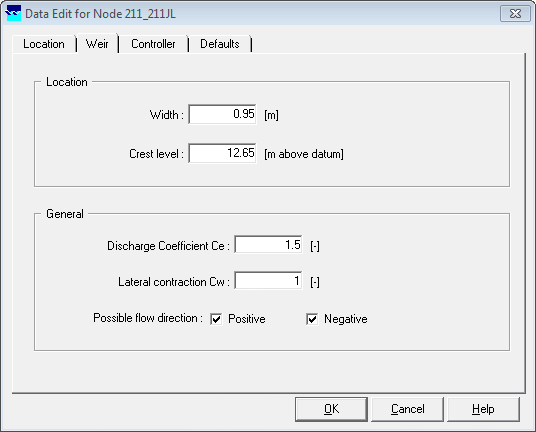 Data Edit for Node 211_211JL
Location Weir Controller Defaults
Location
Width : 0.95 [m]
Crest level : 12.65 [m above datum]
General
Discharge Coefficient Ce : 1.5 [-]
Lateral contraction Cw : 1 [-]
Possible flow direction : Positive Negative
OK Cancel Help